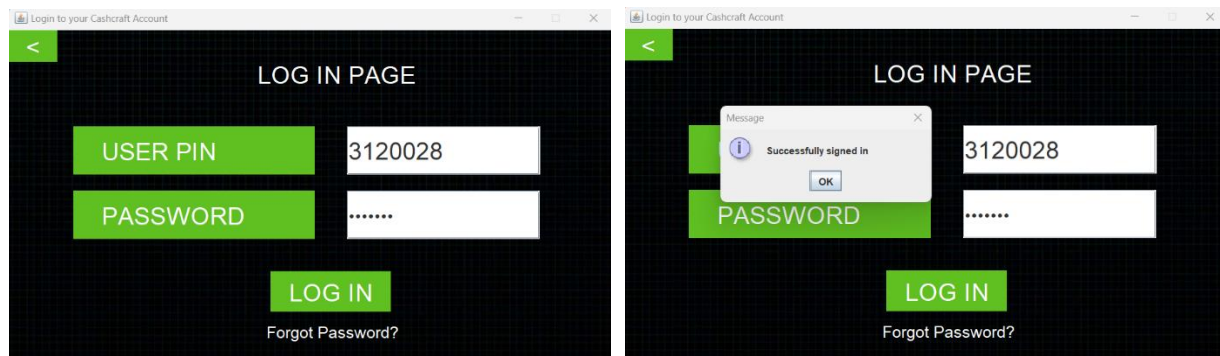 Login to your Cashcraft Account
<
LOG IN PAGE
USER PIN 3120028
PASSWORD •••••••
LOG IN
Forgot Password?
Login to your Cashcraft Account
<
LOG IN PAGE
Message
Successfully signed in
OK
3120028
PASSWORD •••••••
LOG IN
Forgot Password?